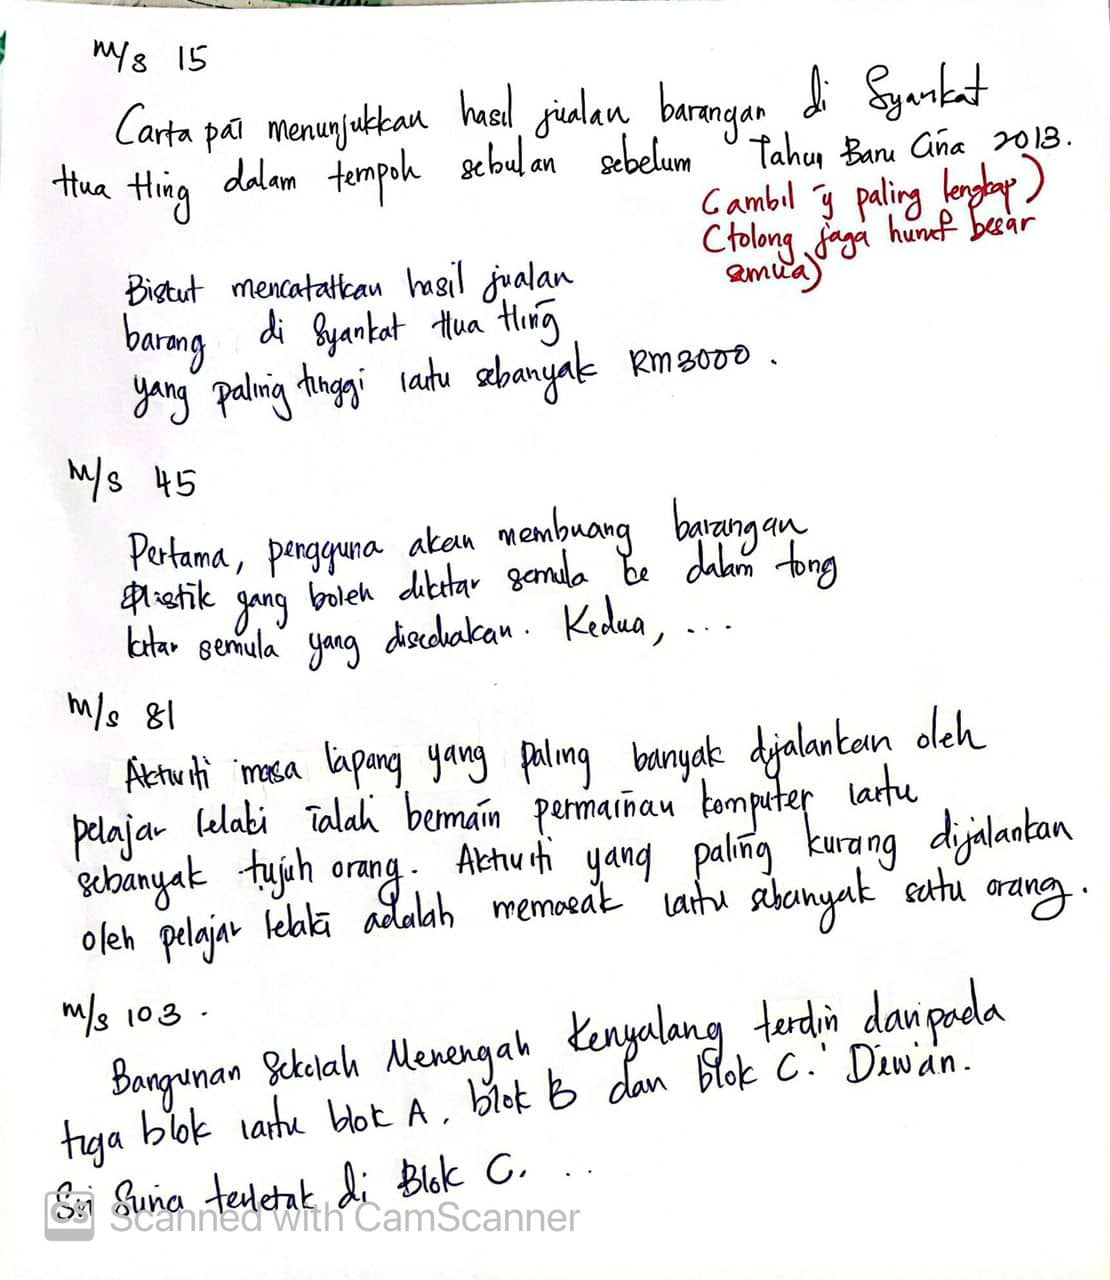 m/s 15
Carta pai menunjukkan hasil jualan barangan di Syarikat
Hua Hing dalam tempoh sebulan sebelum Tahun Baru Cina 2013.
(ambil yg paling lengkap)
(tolong jaga huruf besar
semua)
Biskut mencatatkan hasil jualan
barang di Syarikat Hua Hing
yang paling tinggi iaitu sebanyak RM3000.
m/s 45
Pertama, pengguna akan membuang barangan
plastik yang boleh dikitar semula ke dalam tong
kitar semula yang disediakan. Kedua, ...
m/s 81
Aktiviti masa lapang yang paling banyak dijalankan oleh
pelajar lelaki ialah bermain permainan komputer iaitu
sebanyak tujuh orang. Aktiviti yang paling kurang dijalankan
oleh pelajar lelaki adalah memasak iaitu sebanyak satu orang.
m/s 103.
Bangunan Sekolah Menengah Kenyalang terdiri daripada
tiga blok iaitu blok A, blok B dan blok C. Dewan
Sri Suria terletak di Blok C. ...
CS Scanned with CamScanner